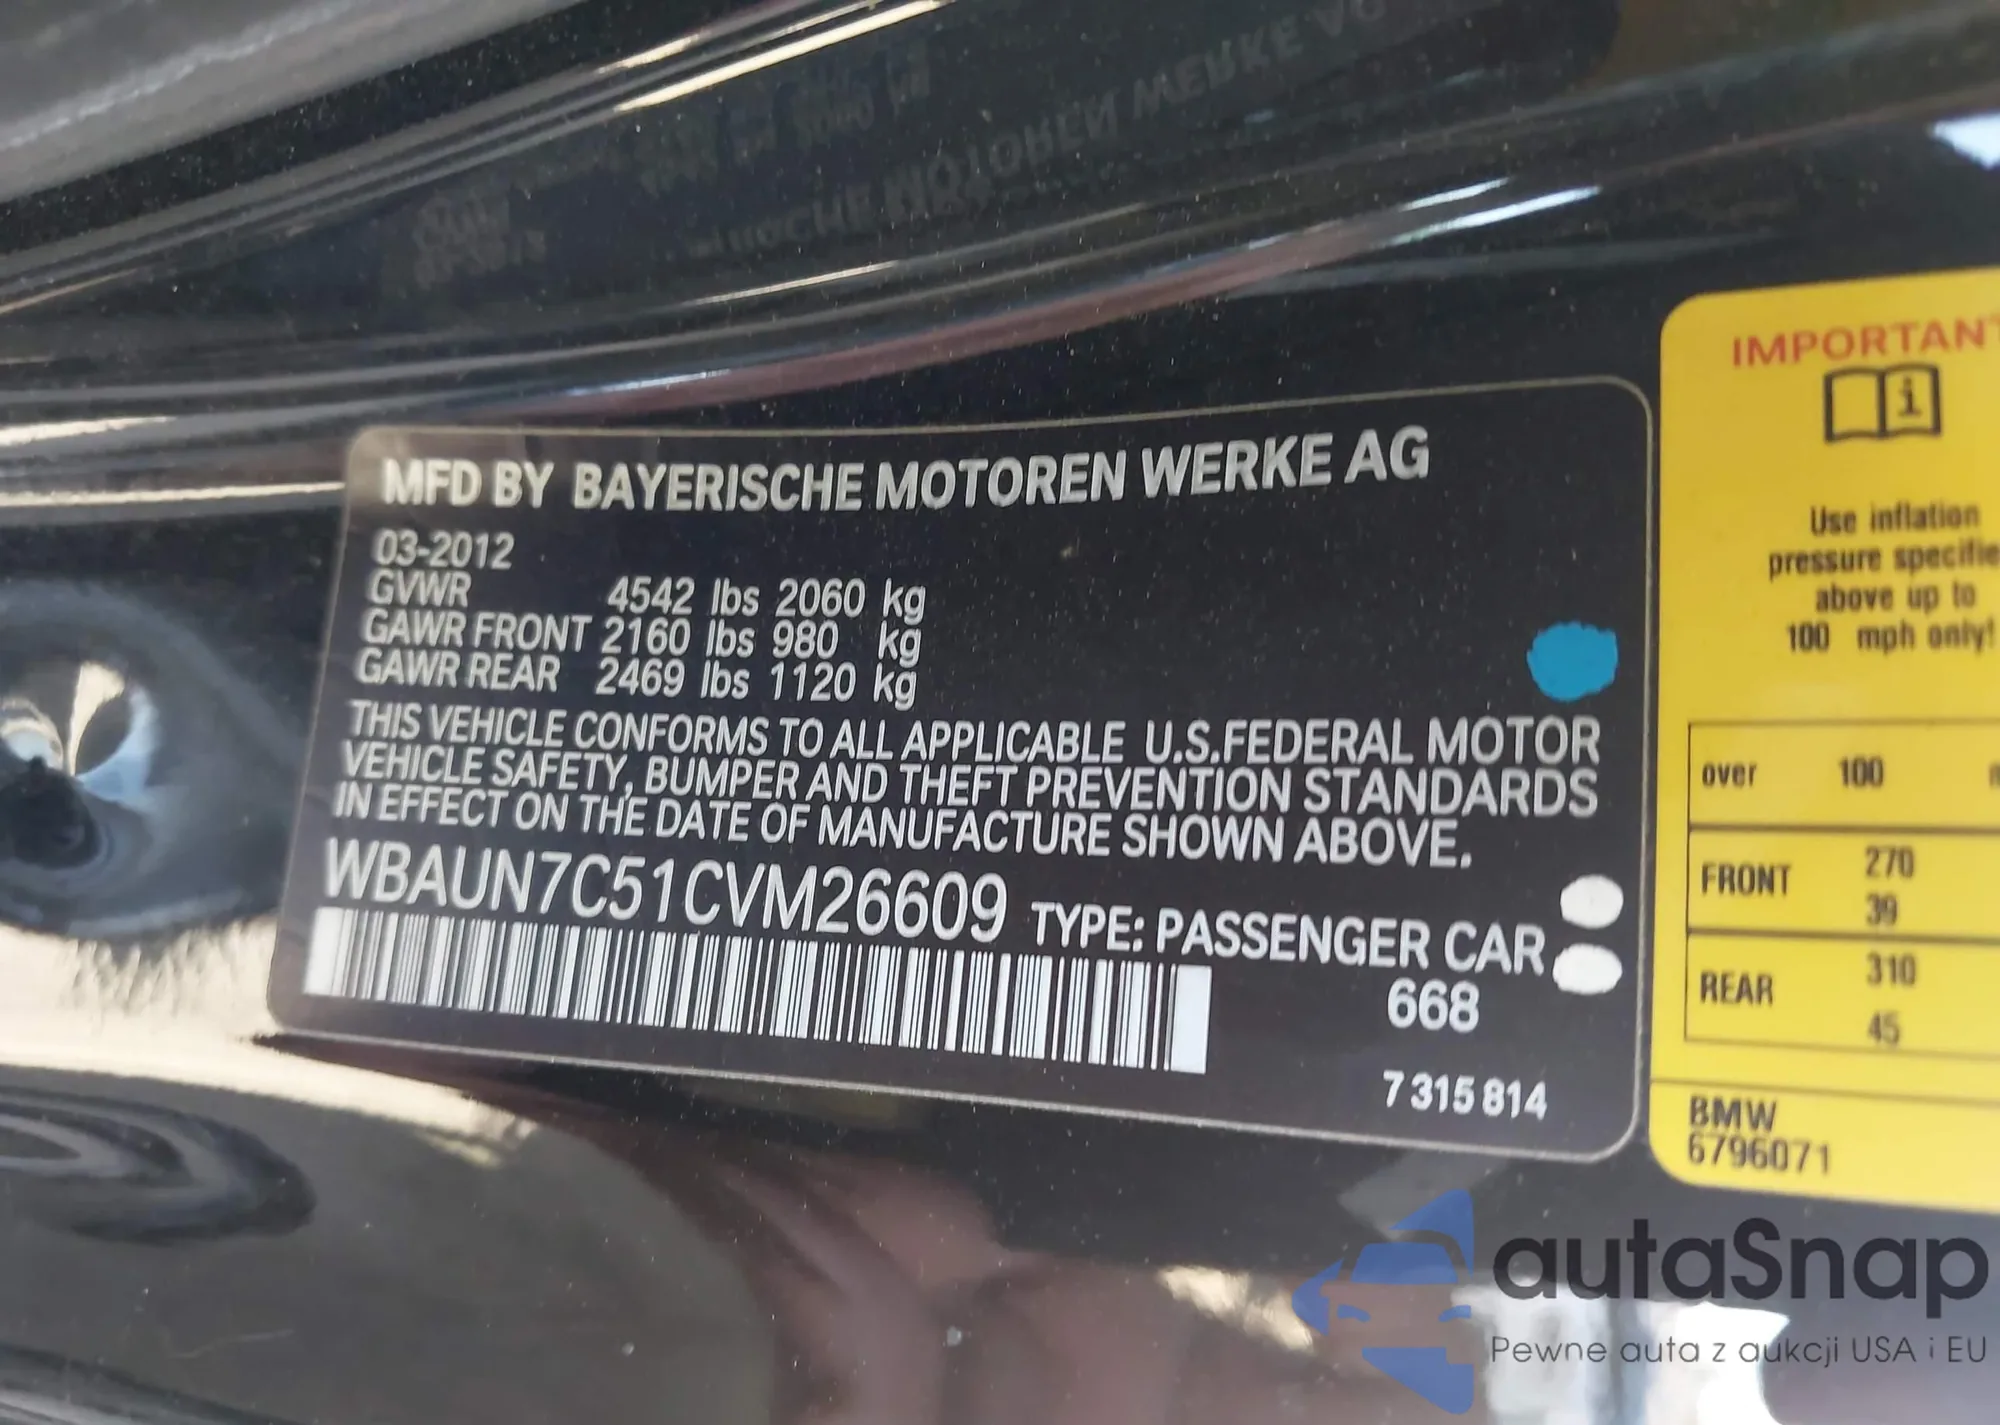 MFD BY BAYERISCHE MOTOREN WERKE AG
03-2012
GVWR 4542 lbs 2060 kg
GAWR FRONT 2160 lbs 980 kg
GAWR REAR 2469 lbs 1120 kg
THIS VEHICLE CONFORMS TO ALL APPLICABLE U.S.FEDERAL MOTOR
VEHICLE SAFETY, BUMPER AND THEFT PREVENTION STANDARDS
IN EFFECT ON THE DATE OF MANUFACTURE SHOWN ABOVE.
WBAUN7C51CVM26609 TYPE: PASSENGER CAR
668
7 315 814
IMPORTANT
i
Use inflation
pressure specifie
above up to
100 mph only!
over 100
FRONT 270
39
REAR 310
45
BMW
6796071
autaSnap
Pewne auta z aukcji USA i EU